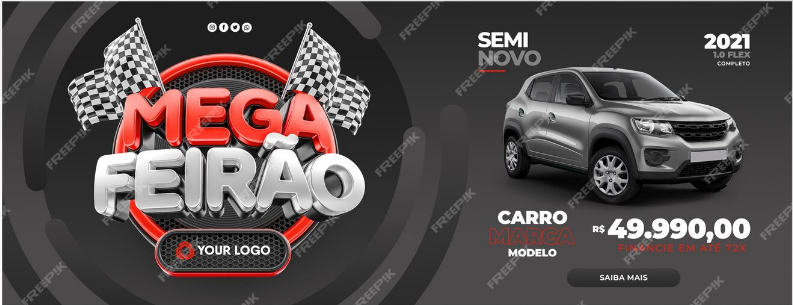 MEGA
FEIRÃO
YOUR LOGO
SEMI
NOVO
2021
1.0 FLEX
COMPLETO
CARRO
MARCA
MODELO
R$ 49.990,00
FINANCIE EM ATÉ 72X
SAIBA MAIS
FREEPIK